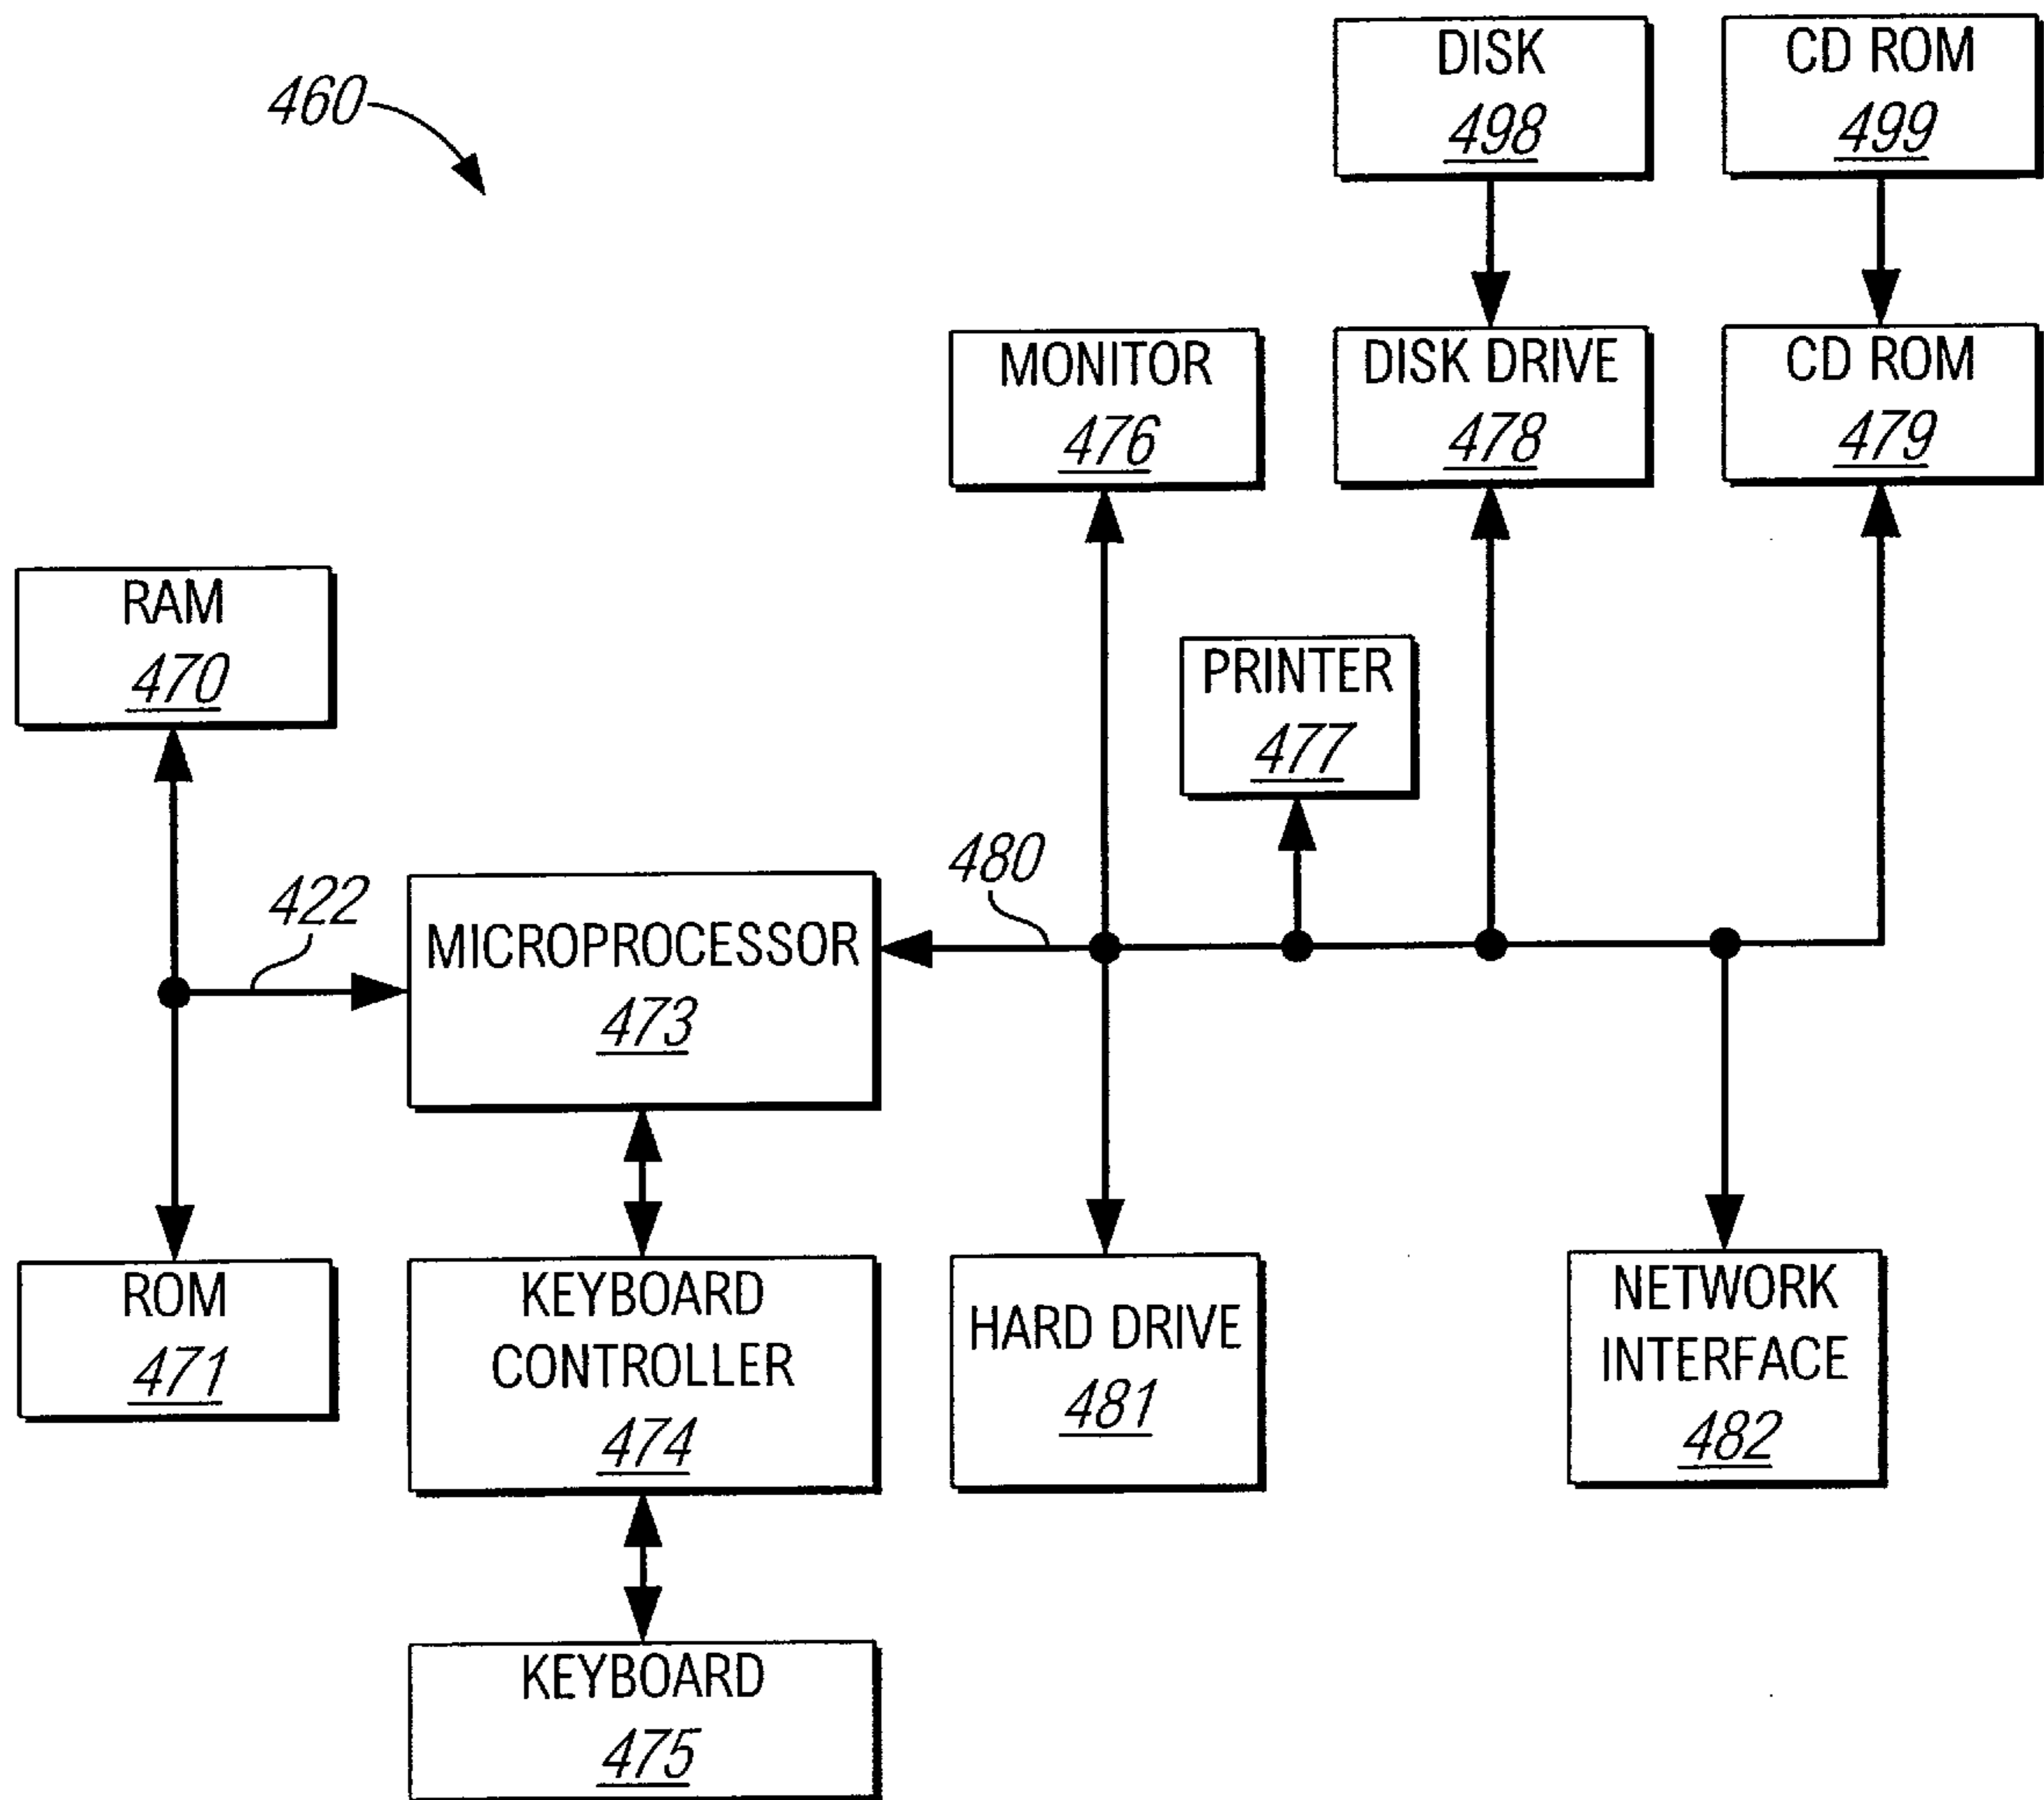 460
DISK
498
CD ROM
499
MONITOR
476
DISK DRIVE
478
CD ROM
479
RAM
470
PRINTER
477
422
MICROPROCESSOR
473
480
ROM
471
KEYBOARD
CONTROLLER
474
HARD DRIVE
481
NETWORK
INTERFACE
482
KEYBOARD
475